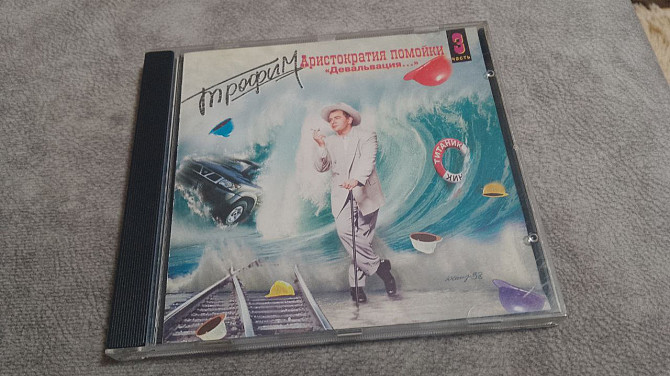 Трофим
Аристократия помойки
«Девальвация...»
3
часть
ТИТАНИК